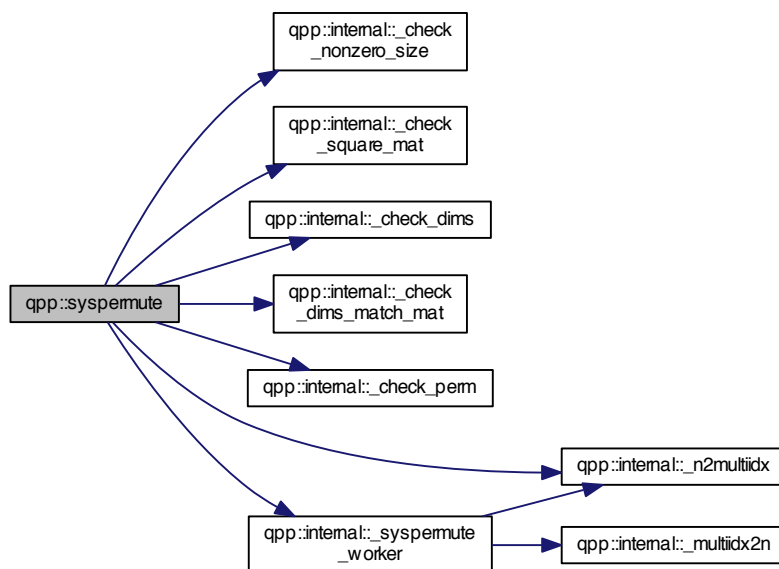 qpp::internal::_check
_nonzero_size
qpp::internal::_check
_square_mat
qpp::internal::_check_dims
qpp::syspermute
qpp::internal::_check
_dims_match_mat
qpp::internal::_check_perm
qpp::internal::_n2multiidx
qpp::internal::_syspermute
_worker
qpp::internal::_multiidx2n